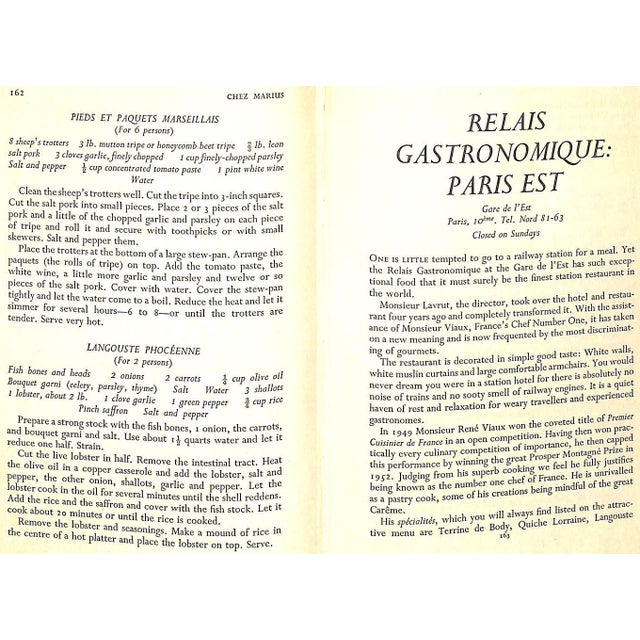 162
CHEZ MARIUS
PIEDS ET PAQUETS MARSEILLAIS
(For 6 persons)
8 sheep's trotters 3 lb. mutton tripe or honeycomb beet tripe ⅔ lb. lean
salt pork 3 cloves garlic, finely chopped 1 cup finely-chopped parsley
Salt and pepper ½ cup concentrated tomato paste 1 pint white wine
Water
Clean the sheep's trotters well. Cut the tripe into 3-inch squares.
Cut the salt pork into small pieces. Place 2 or 3 pieces of the salt
pork and a little of the chopped garlic and parsley on each piece
of tripe and roll it and secure with toothpicks or with small
skewers. Salt and pepper them.
Place the trotters at the bottom of a large stew-pan. Arrange the
paquets (the rolls of tripe) on top. Add the tomato paste, the
white wine, a little more garlic and parsley and twelve or so
pieces of the salt pork. Cover with water. Cover the stew-pan
tightly and let the water come to a boil. Reduce the heat and let it
simmer for several hours—6 to 8—or until the trotters are
tender. Serve very hot.
LANGOUSTE PHOCÉENNE
(For 2 persons)
Fish bones and heads 2 onions 2 carrots ¼ cup olive oil
Bouquet garni (celery, parsley, thyme) Salt Water 3 shallots
1 lobster, about 2 lb. 1 clove garlic 1 green pepper cup rice
Pinch saffron Salt and pepper
Prepare a strong stock with the fish bones, 1 onion, the carrots,
and bouquet garni and salt. Use about 1½ quarts water and let it
reduce one half. Strain.
Cut the live lobster in half. Remove the intestinal tract. Heat
the olive oil in a copper casserole and add the lobster, salt and
pepper, the other onion, shallots, garlic and pepper. Let the
lobster cook in the oil for several minutes until the shell reddens.
Add the rice and the saffron and cover with the fish stock. Let it
cook about 20 minutes or until the rice is cooked.
Remove the lobster and seasonings. Make a mound of rice in
the centre of a hot platter and place the lobster on top. Serve.
RELAIS
GASTRONOMIQUE:
PARIS EST
Gare de l'Est
Paris, 10ème. Tel. Nord 81-63
Closed on Sundays
ONE IS LITTLE tempted to go to a railway station for a meal. Yet
the Relais Gastronomique at the Gare de l'Est has such excep-
tional food that it must surely be the finest station restaurant in
the world.
Monsieur Lavrut, the director, took over the hotel and restau-
rant four years ago and completely transformed it. With the assist-
ance of Monsieur Viaux, France's Chef Number One, it has taken
on a new meaning and is now frequented by the most discriminat-
ing of gourmets.
The restaurant is decorated in simple good taste: White walls,
white muslin curtains and large comfortable armchairs. You would
never dream you were in a station hotel for there is absolutely no
noise of trains and no sooty smell of railway engines. It is a quiet
haven of rest and relaxation for weary travellers and experienced
gastronomes.
In 1949 Monsieur René Viaux won the coveted title of Premier
Cuisinier de France in an open competition. Having then won prac-
tically every culinary competition of importance, he then capped
this performance by winning the great Prosper Montagné Prize in
1952. Judging from his superb cooking we feel he fully justifies
being known as the number one chef of France. He is unrivalled
as a pastry cook, some of his creations being mindful of the great
Carême.
His spécialités, which you will always find listed on the attrac-
tive menu are Terrine de Body, Quiche Lorraine, Langouste
163